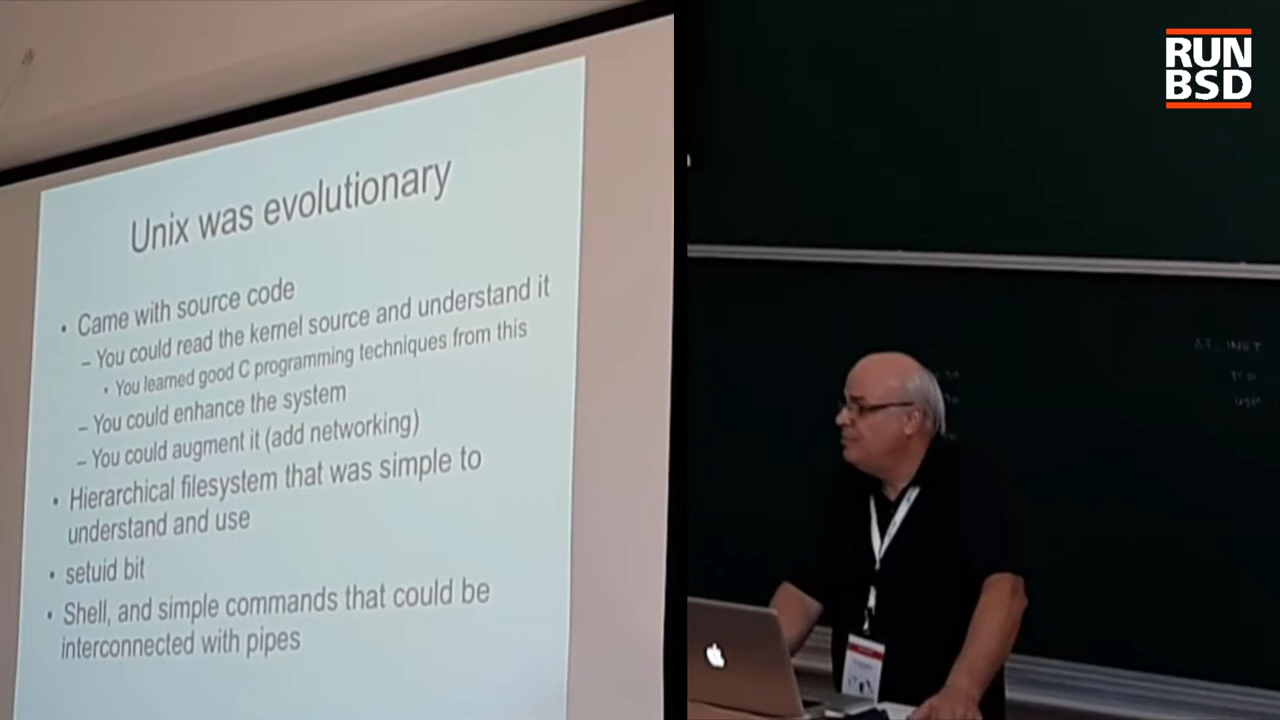 Unix was evolutionary
• Came with source code
– You could read the kernel source and understand it
• You learned good C programming techniques from this
– You could enhance the system
– You could augment it (add networking)
• Hierarchical filesystem that was simple to
understand and use
• setuid bit
• Shell, and simple commands that could be
interconnected with pipes
RUN
BSD